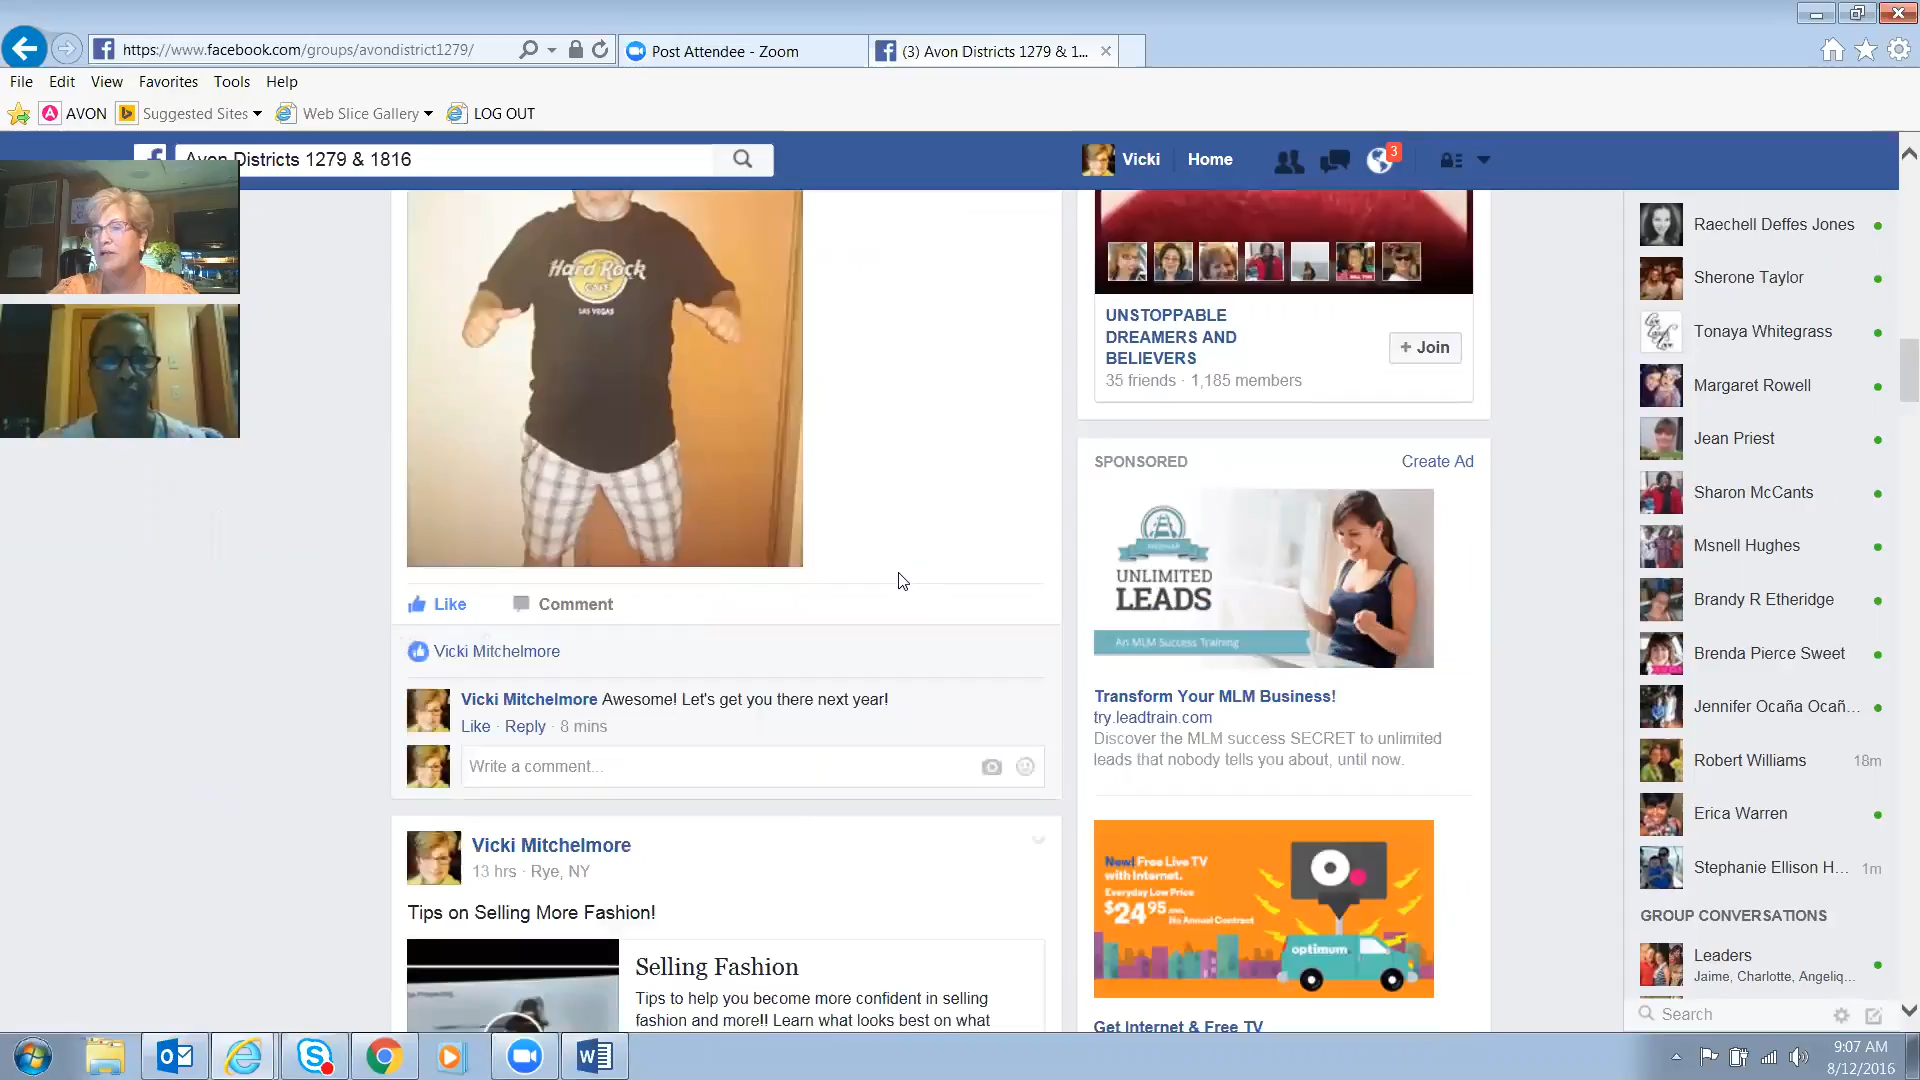 https://www.facebook.com/groups/avondistrict1279/
Post Attendee - Zoom
(3) Avon Districts 1279 & 1...
File Edit View Favorites Tools Help
AVON Suggested Sites Web Slice Gallery LOG OUT
Avon Districts 1279 & 1816
Vicki Home
3
Hard Rock
CAFE
LAS VEGAS
Like Comment
Vicki Mitchelmore
Vicki Mitchelmore Awesome! Let's get you there next year!
Like · Reply · 8 mins
Write a comment...
Vicki Mitchelmore
13 hrs · Rye, NY
Tips on Selling More Fashion!
Selling Fashion
Tips to help you become more confident in selling
fashion and more!! Learn what looks best on what
UNSTOPPABLE
DREAMERS AND
BELIEVERS
+ Join
35 friends · 1,185 members
SPONSORED Create Ad
WEBINAR
UNLIMITED
LEADS
An MLM Success Training
Transform Your MLM Business!
try.leadtrain.com
Discover the MLM success SECRET to unlimited
leads that nobody tells you about, until now.
New! Free Live TV
with Internet.
Everyday Low Price
$24.95/mo.
No Annual Contract
optimum.
Get Internet & Free TV
Raechell Deffes Jones
Sherone Taylor
Tonaya Whitegrass
Margaret Rowell
Jean Priest
Sharon McCants
Msnell Hughes
Brandy R Etheridge
Brenda Pierce Sweet
Jennifer Ocaña Ocañ...
Robert Williams 18m
Erica Warren
Stephanie Ellison H... 1m
GROUP CONVERSATIONS
Leaders
Jaime, Charlotte, Angeliq...
Search
9:07 AM
8/12/2016